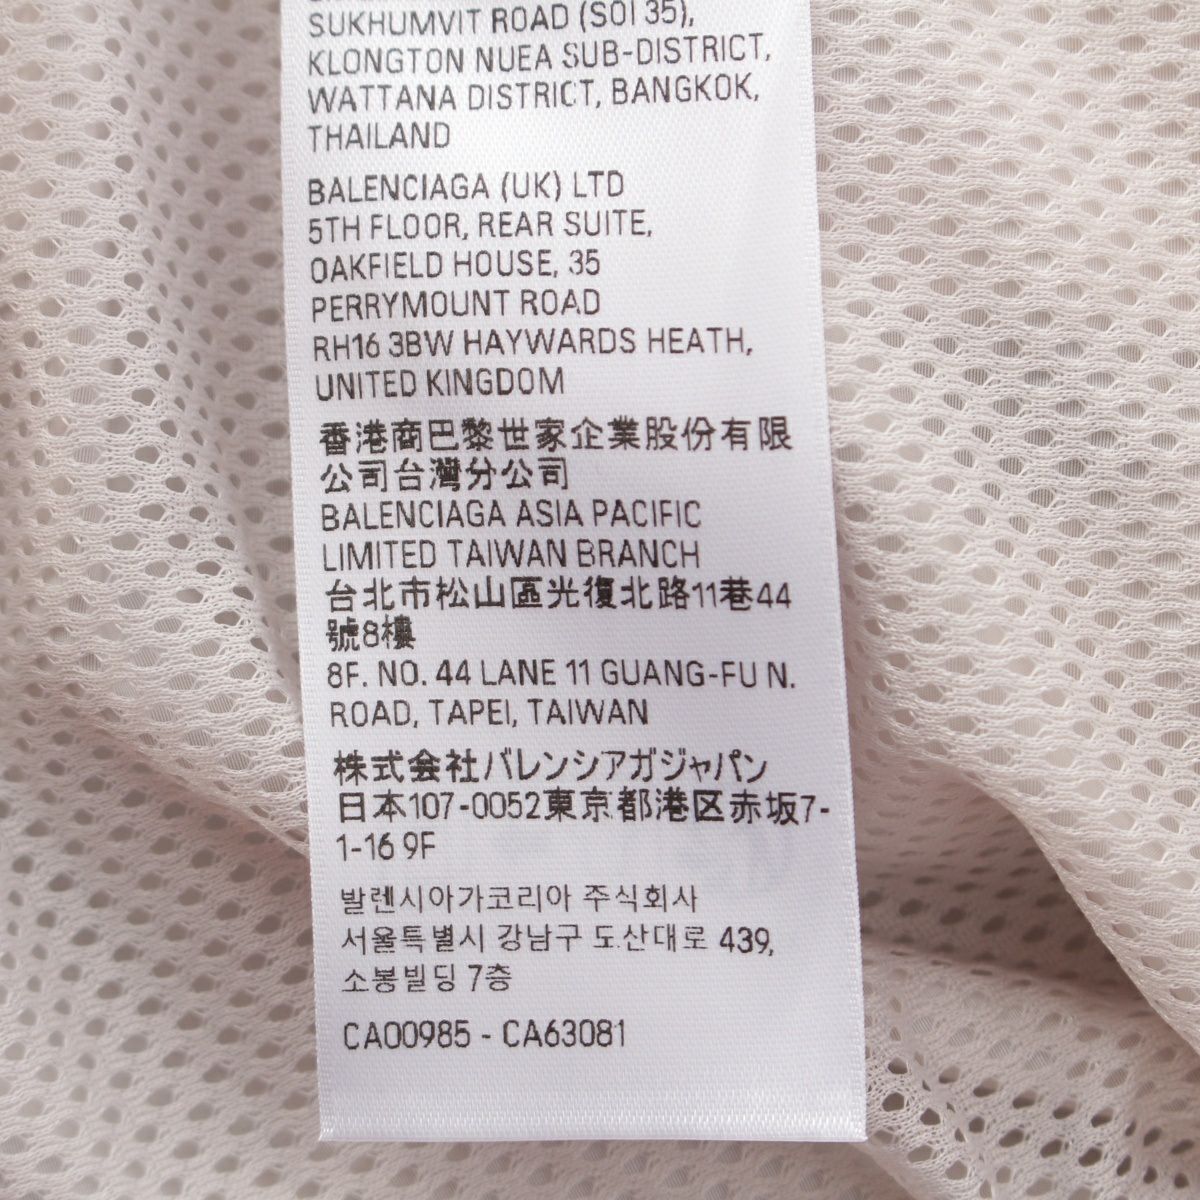 SUKHUMVIT ROAD (SOI 35),
KLONGTON NUEA SUB-DISTRICT,
WATTANA DISTRICT, BANGKOK,
THAILAND
BALENCIAGA (UK) LTD
5TH FLOOR, REAR SUITE,
OAKFIELD HOUSE, 35
PERRYMOUNT ROAD
RH16 3BW HAYWARDS HEATH,
UNITED KINGDOM
香港商巴黎世家企業股份有限
公司台灣分公司
BALENCIAGA ASIA PACIFIC
LIMITED TAIWAN BRANCH
台北市松山區光復北路11巷44
號8樓
8F. NO. 44 LANE 11 GUANG-FU N.
ROAD, TAPEI, TAIWAN
株式会社バレンシアガジャパン
日本107-0052東京都港区赤坂7-
1-16 9F
발렌시아가코리아 주식회사
서울특별시 강남구 도산대로 439,
소봉빌딩 7층
CA00985 - CA63081